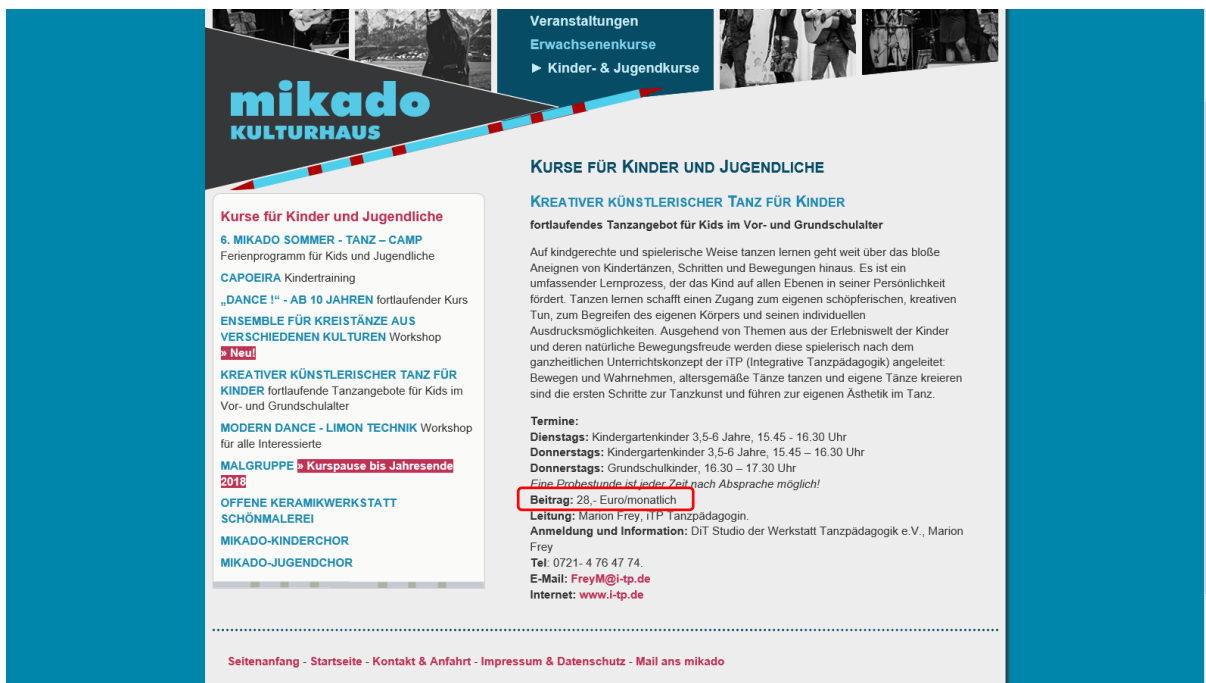 Veranstaltungen
Erwachsenenkurse
► Kinder- & Jugendkurse
mikado
KULTURHAUS
KURSE FÜR KINDER UND JUGENDLICHE
KREATIVER KÜNSTLERISCHER TANZ FÜR KINDER
fortlaufendes Tanzangebot für Kids im Vor- und Grundschulalter
Auf kindgerechte und spielerische Weise tanzen lernen geht weit über das bloße
Aneignen von Kindertänzen, Schritten und Bewegungen hinaus. Es ist ein
umfassender Lernprozess, der das Kind auf allen Ebenen in seiner Persönlichkeit
fördert. Tanzen lernen schafft einen Zugang zum eigenen schöpferischen, kreativen
Tun, zum Begreifen des eigenen Körpers und seinen individuellen
Ausdrucksmöglichkeiten. Ausgehend von Themen aus der Erlebniswelt der Kinder
und deren natürliche Bewegungsfreude werden diese spielerisch nach dem
ganzheitlichen Unterrichtskonzept der iTP (Integrative Tanzpädagogik) angeleitet:
Bewegen und Wahrnehmen, altersgemäße Tänze tanzen und eigene Tänze kreieren
sind die ersten Schritte zur Tanzkunst und führen zur eigenen Ästhetik im Tanz.
Termine:
Dienstags: Kindergartenkinder 3,5-6 Jahre, 15.45 - 16.30 Uhr
Donnerstags: Kindergartenkinder 3,5-6 Jahre, 15.45 – 16.30 Uhr
Donnerstags: Grundschulkinder, 16.30 – 17.30 Uhr
Eine Probestunde ist jeder Zeit nach Absprache möglich!
Beitrag: 28,- Euro/monatlich
Leitung: Marion Frey, iTP Tanzpädagogin.
Anmeldung und Information: DiT Studio der Werkstatt Tanzpädagogik e.V., Marion
Frey
Tel: 0721- 4 76 47 74.
E-Mail: FreyM@i-tp.de
Internet: www.i-tp.de
Kurse für Kinder und Jugendliche
6. MIKADO SOMMER - TANZ – CAMP
Ferienprogramm für Kids und Jugendliche
CAPOEIRA Kindertraining
„DANCE !“ - AB 10 JAHREN fortlaufender Kurs
ENSEMBLE FÜR KREISTÄNZE AUS
VERSCHIEDENEN KULTUREN Workshop
» Neu!
KREATIVER KÜNSTLERISCHER TANZ FÜR
KINDER fortlaufende Tanzangebote für Kids im
Vor- und Grundschulalter
MODERN DANCE - LIMON TECHNIK Workshop
für alle Interessierte
MALGRUPPE » Kurspause bis Jahresende
2018
OFFENE KERAMIKWERKSTATT
SCHÖNMALEREI
MIKADO-KINDERCHOR
MIKADO-JUGENDCHOR
Seitenanfang - Startseite - Kontakt & Anfahrt - Impressum & Datenschutz - Mail ans mikado